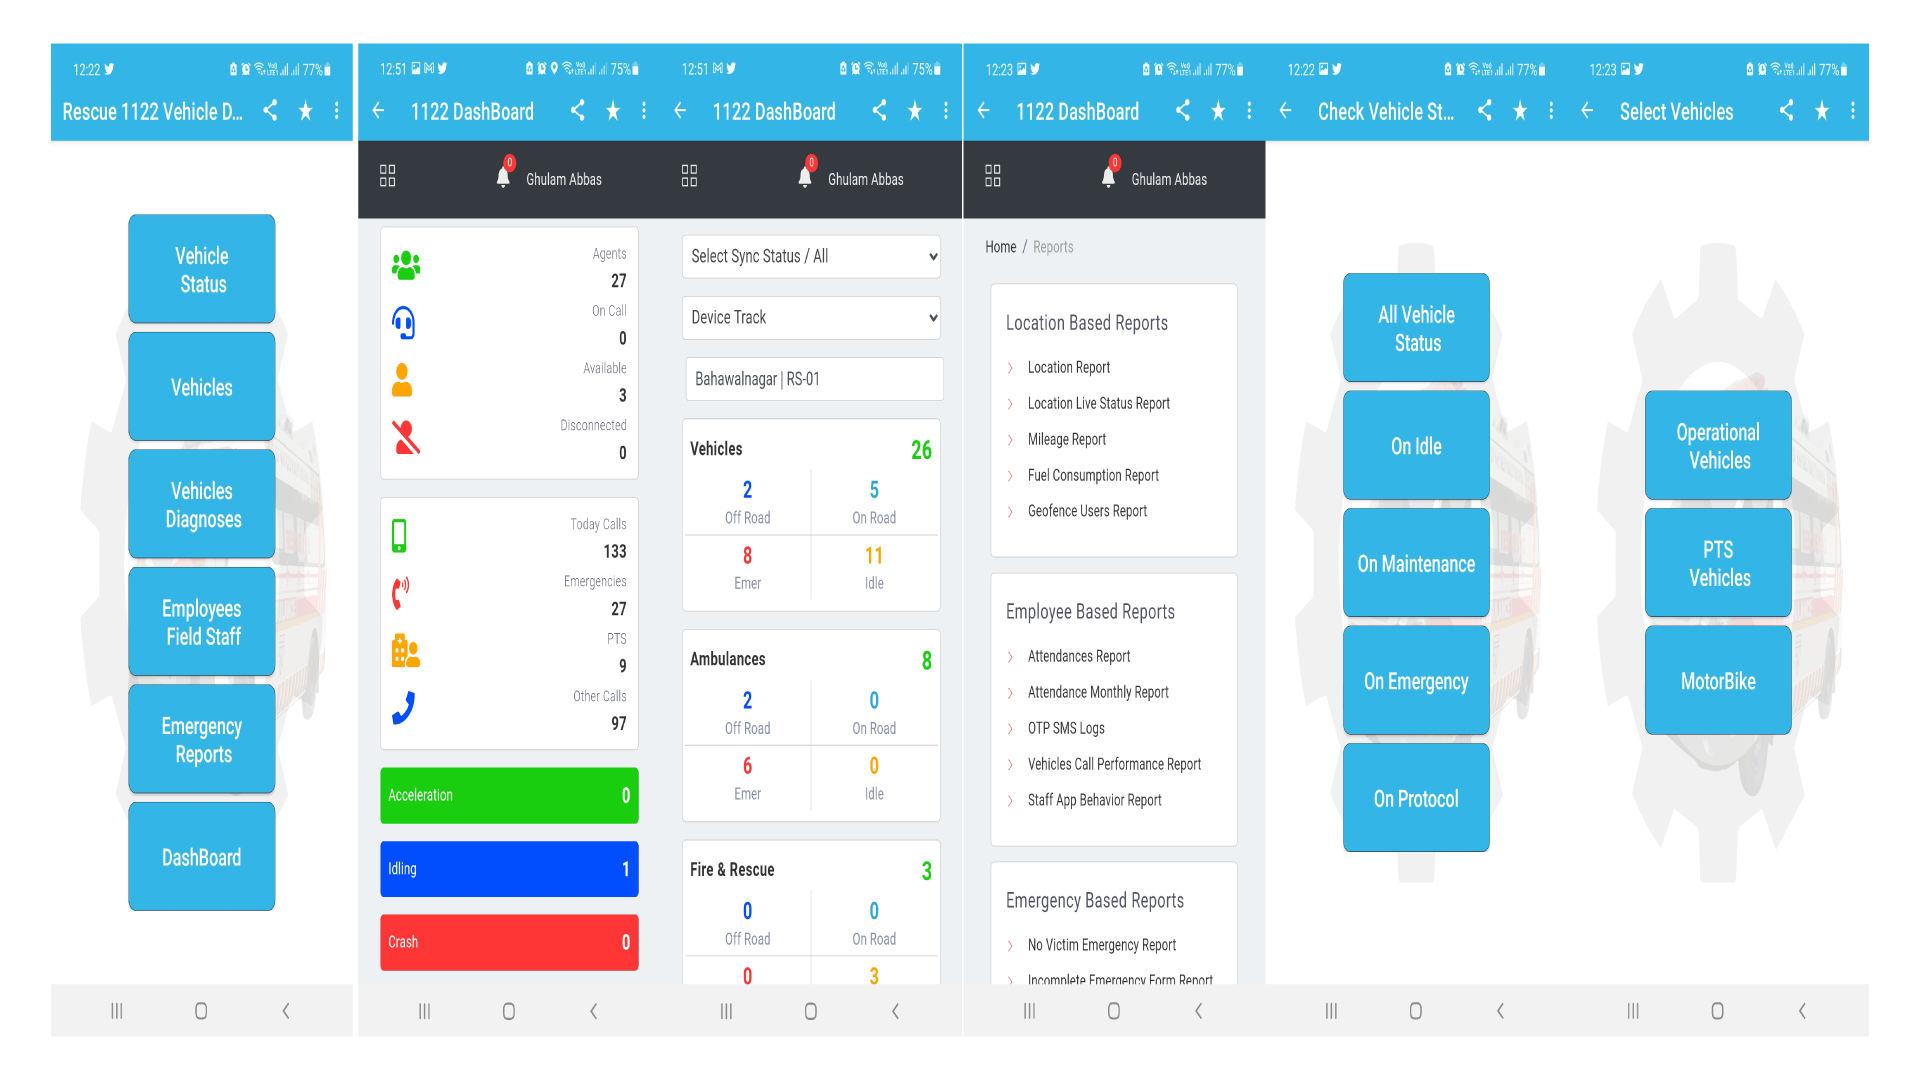 12:22
77%
Rescue 1122 Vehicle D...
Vehicle
Status
Vehicles
Vehicles
Diagnoses
Employees
Field Staff
Emergency
Reports
DashBoard
12:51
75%
1122 DashBoard
0
Ghulam Abbas
Agents
27
On Call
0
Available
3
Disconnected
0
Today Calls
133
Emergencies
27
PTS
9
Other Calls
97
Acceleration 0
Idling 1
Crash 0
12:51
75%
1122 DashBoard
0
Ghulam Abbas
Select Sync Status / All
Device Track
Bahawalnagar | RS-01
Vehicles 26
2 5
Off Road On Road
8 11
Emer Idle
Ambulances 8
2 0
Off Road On Road
6 0
Emer Idle
Fire & Rescue 3
0 0
Off Road On Road
0 3
12:23
77%
1122 DashBoard
0
Ghulam Abbas
Home / Reports
Location Based Reports
Location Report
Location Live Status Report
Mileage Report
Fuel Consumption Report
Geofence Users Report
Employee Based Reports
Attendances Report
Attendance Monthly Report
OTP SMS Logs
Vehicles Call Performance Report
Staff App Behavior Report
Emergency Based Reports
No Victim Emergency Report
Incomplete Emergency Form Report
12:22
77%
Check Vehicle St...
All Vehicle
Status
On Idle
On Maintenance
On Emergency
On Protocol
12:23
77%
Select Vehicles
Operational
Vehicles
PTS
Vehicles
MotorBike